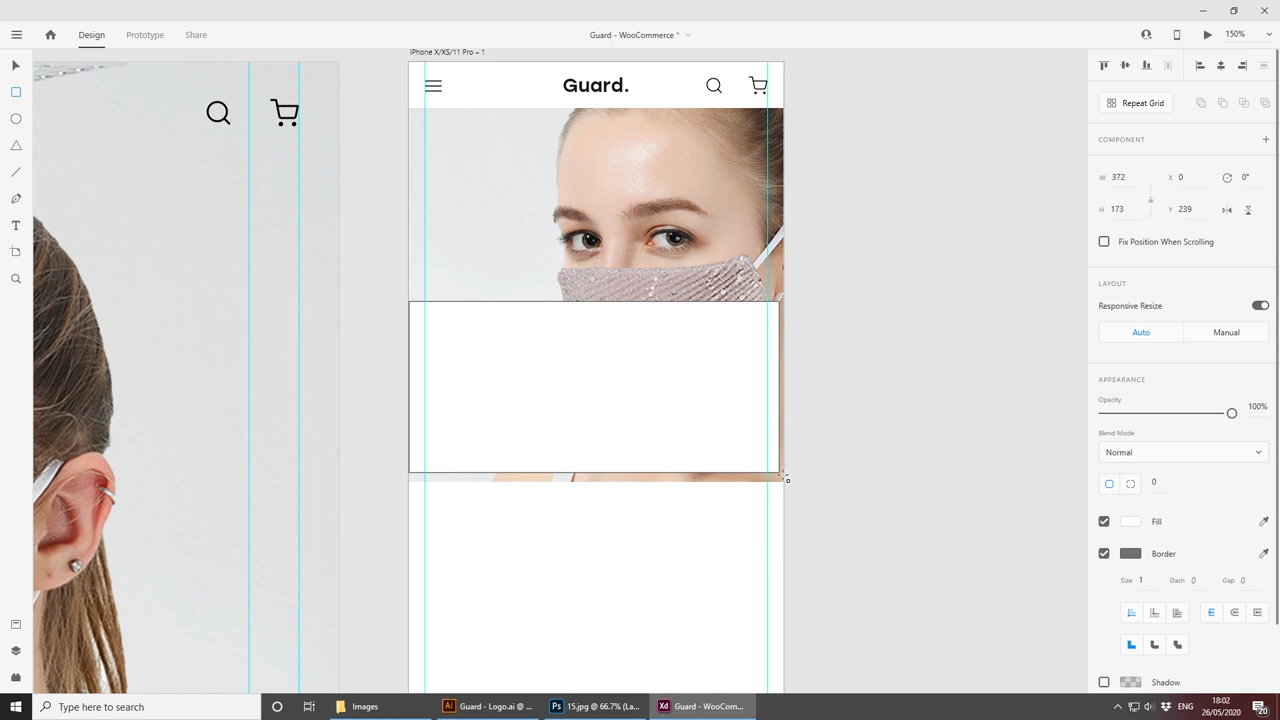 Design
Prototype
Share
Guard - WooCommerce *
150%
iPhone X/XS/11 Pro – 1
Guard.
Repeat Grid
COMPONENT
W 372
X 0
0°
H 173
Y 239
Fix Position When Scrolling
LAYOUT
Responsive Resize
Auto
Manual
APPEARANCE
Opacity
100%
Blend Mode
Normal
0
Fill
Border
Size 1
Dash 0
Gap 0
Shadow
Type here to search
Images
Ai
Guard - Logo.ai @ ...
Ps
15.jpg @ 66.7% (La...
Xd
Guard - WooCom...
ENG
18:02
26/05/2020
20